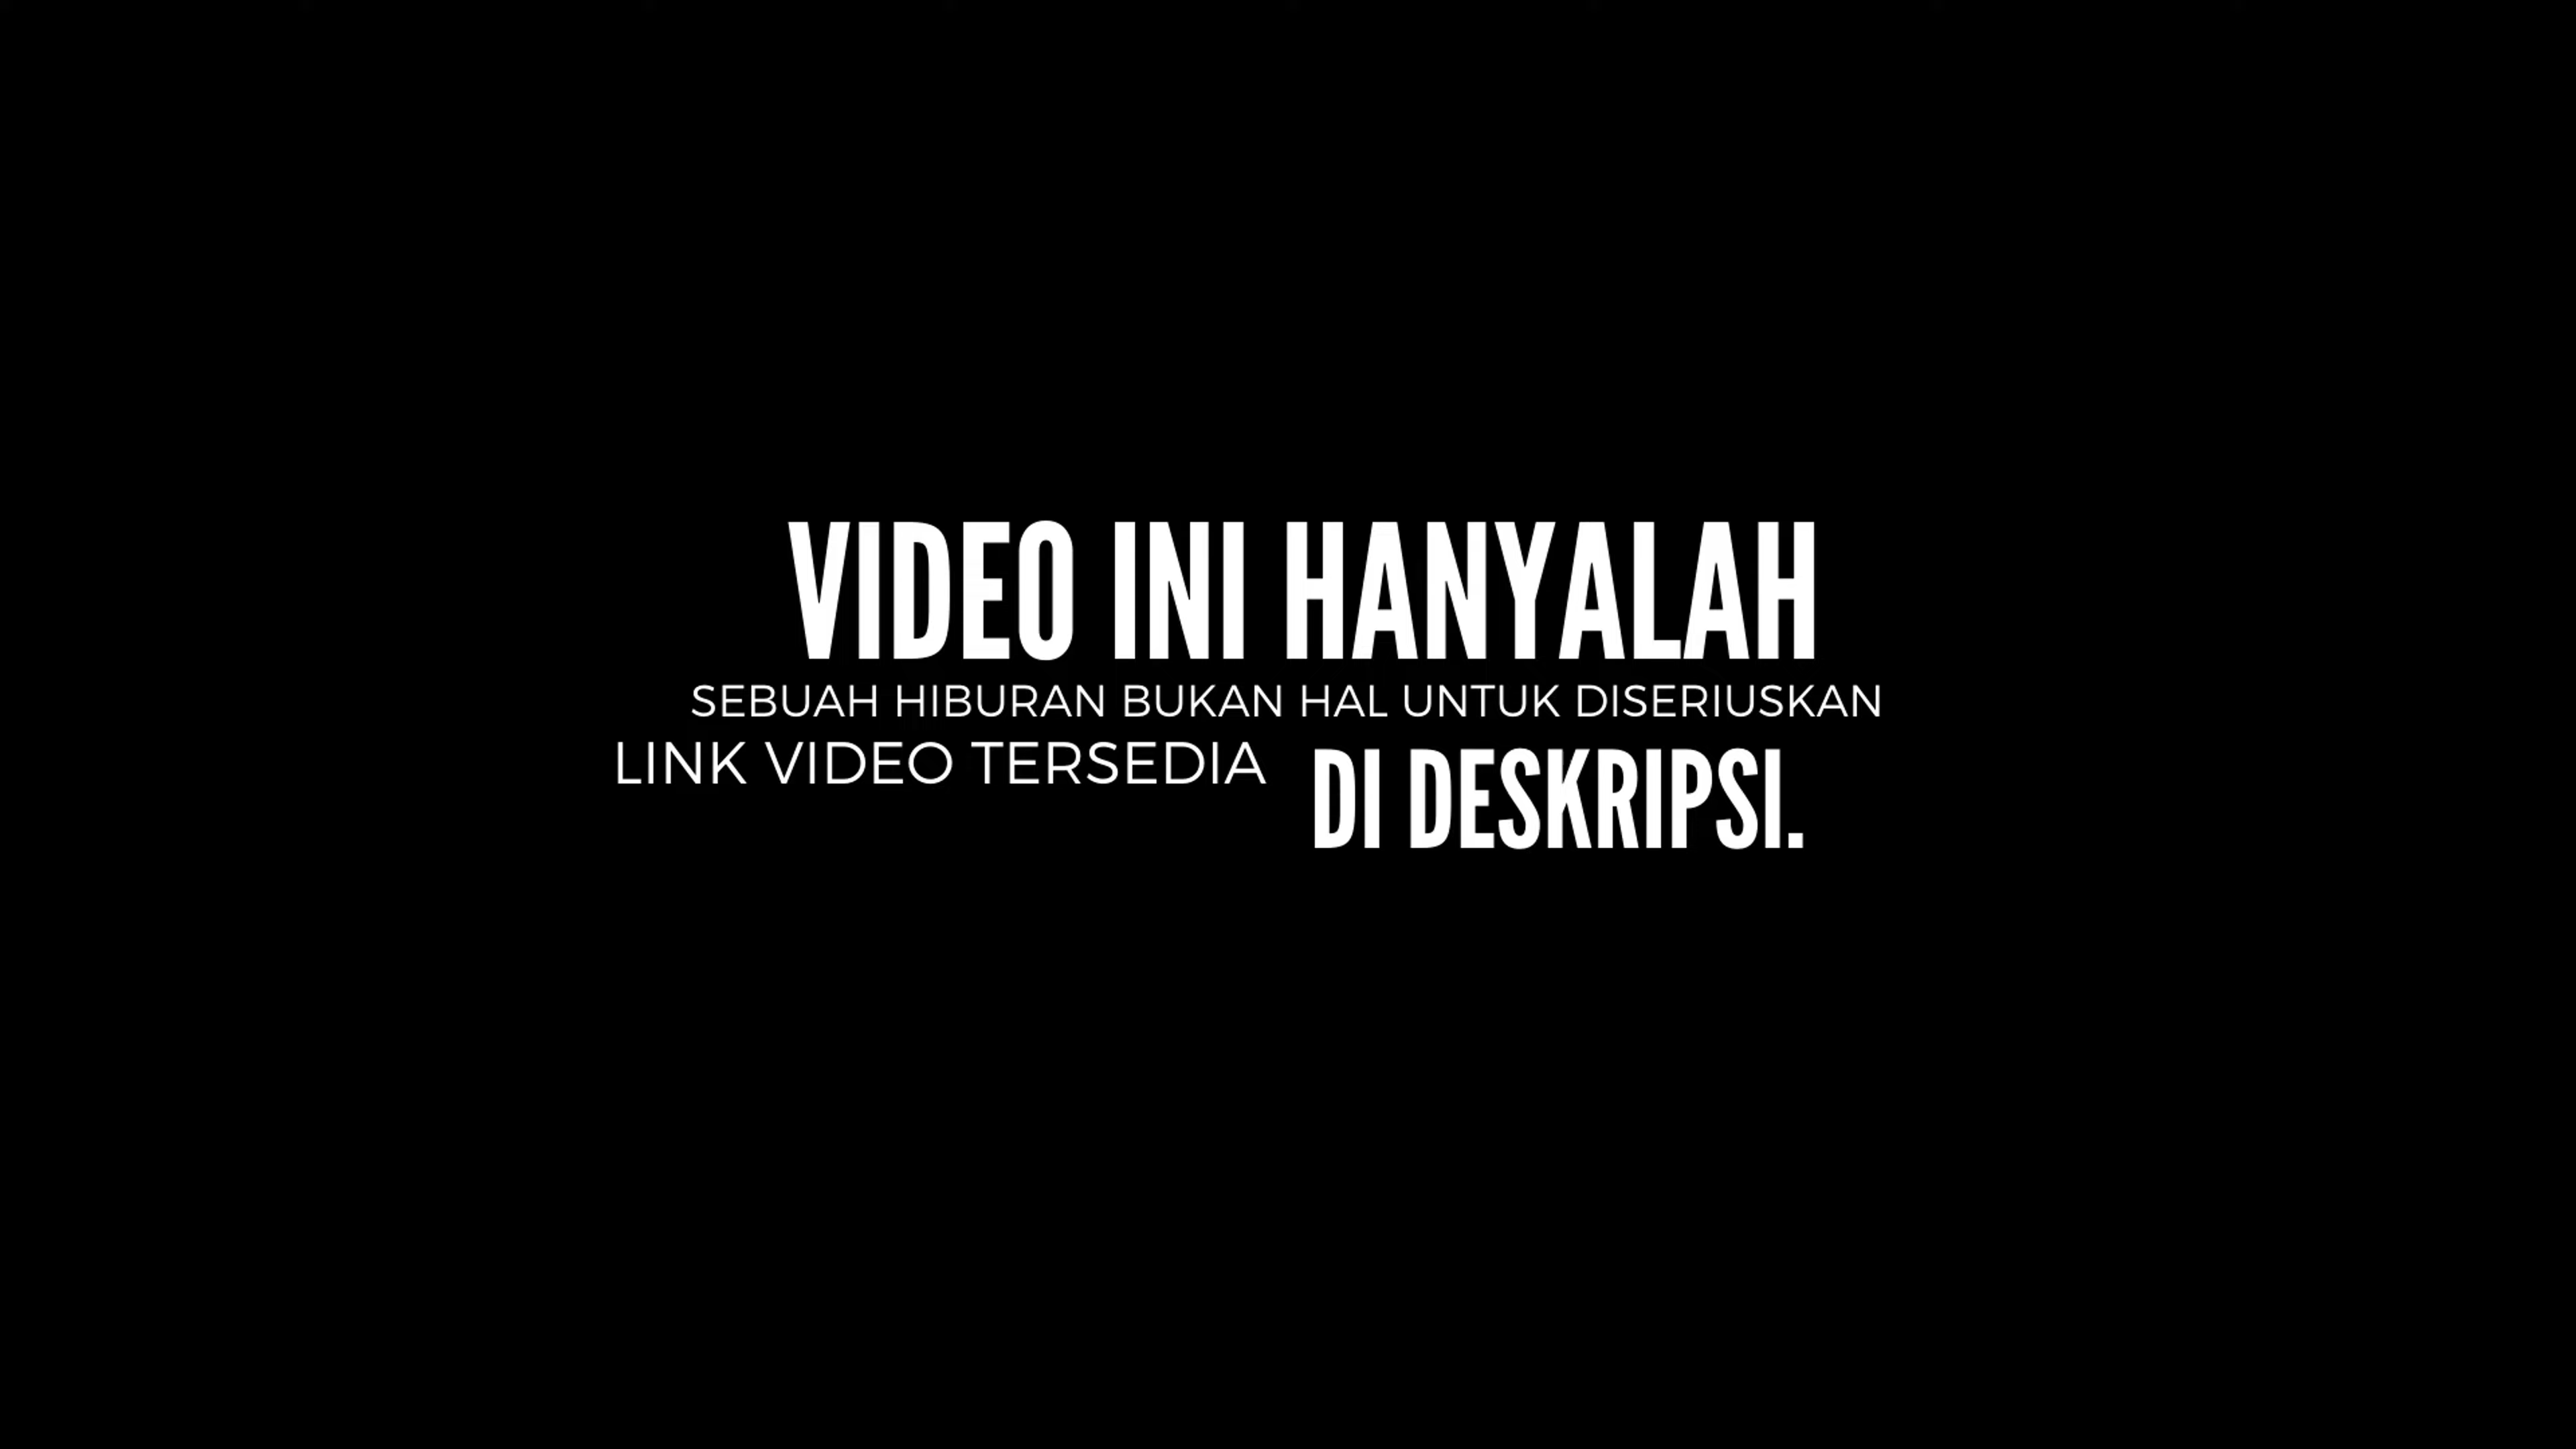 VIDEO INI HANYALAH
SEBUAH HIBURAN BUKAN HAL UNTUK DISERIUSKAN
LINK VIDEO TERSEDIA DI DESKRIPSI.